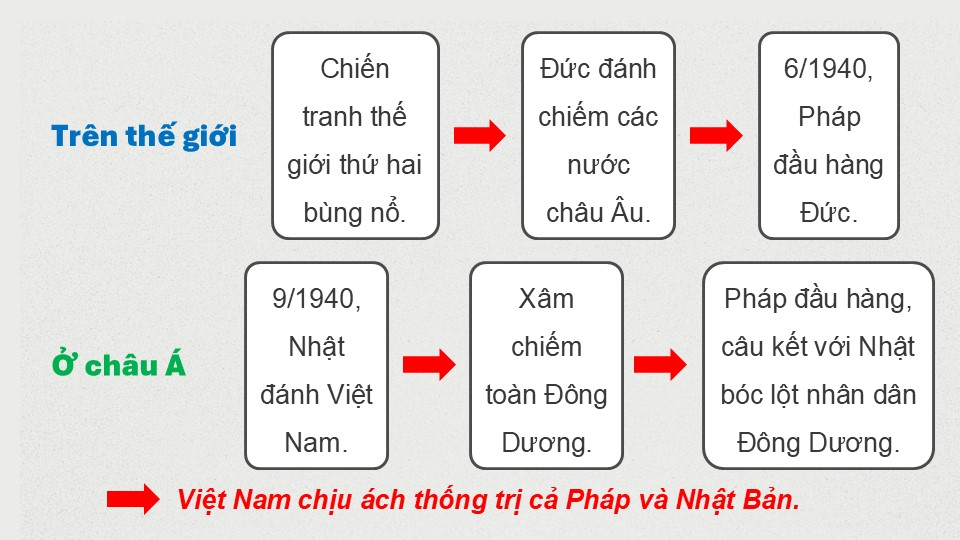 Trên thế giới
Chiến
tranh thế
giới thứ hai
bùng nổ.
Đức đánh
chiếm các
nước
châu Âu.
6/1940,
Pháp
đầu hàng
Đức.
Ở châu Á
9/1940,
Nhật
đánh Việt
Nam.
Xâm
chiếm
toàn Đông
Dương.
Pháp đầu hàng,
câu kết với Nhật
bóc lột nhân dân
Đông Dương.
Việt Nam chịu ách thống trị cả Pháp và Nhật Bản.